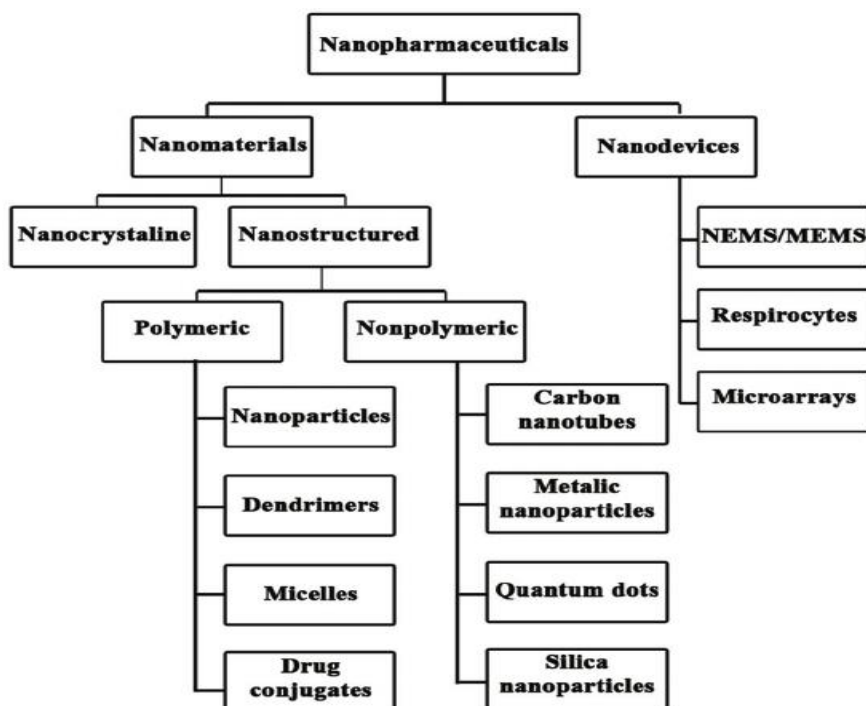 Nanopharmaceuticals
Nanomaterials
Nanodevices
Nanocrystaline
Nanostructured
NEMS/MEMS
Polymeric
Nonpolymeric
Respirocytes
Nanoparticles
Carbon
nanotubes
Microarrays
Dendrimers
Metalic
nanoparticles
Micelles
Quantum dots
Drug
conjugates
Silica
nanoparticles